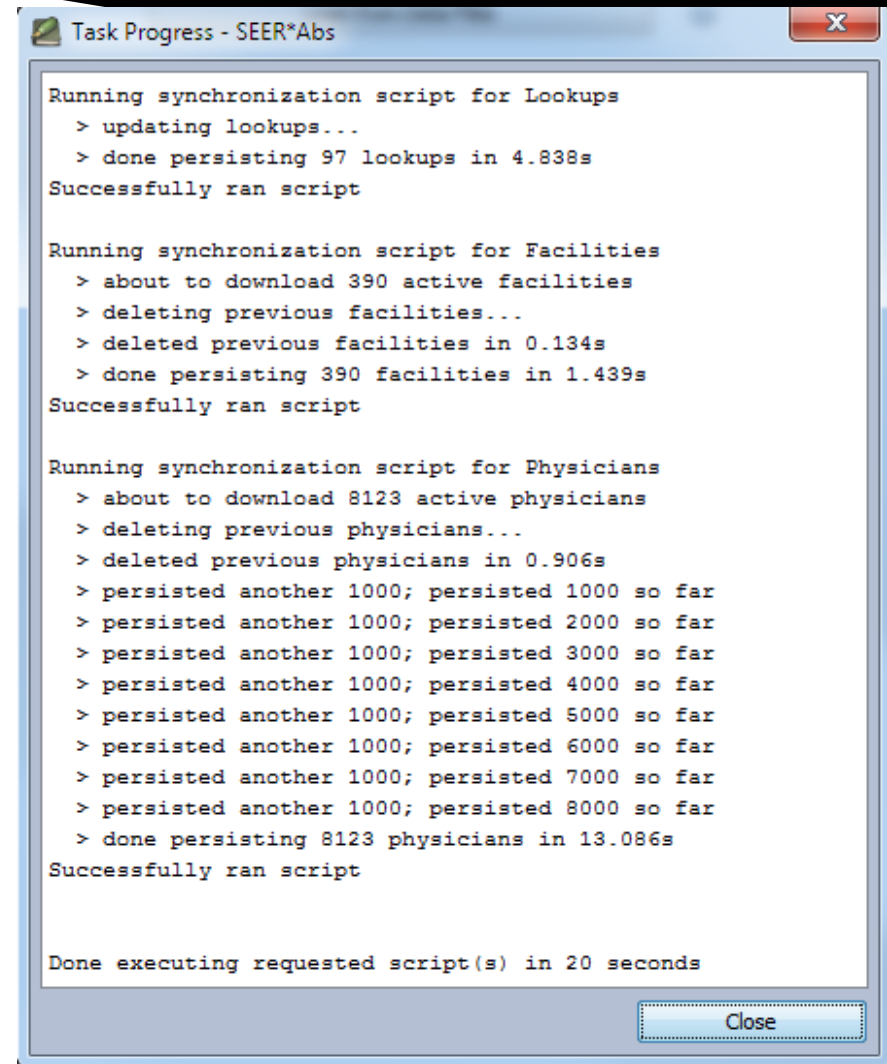 Task Progress - SEER*Abs
Running synchronization script for Lookups
> updating lookups...
> done persisting 97 lookups in 4.838s
Successfully ran script
Running synchronization script for Facilities
> about to download 390 active facilities
> deleting previous facilities...
> deleted previous facilities in 0.134s
> done persisting 390 facilities in 1.439s
Successfully ran script
Running synchronization script for Physicians
> about to download 8123 active physicians
> deleting previous physicians...
> deleted previous physicians in 0.906s
> persisted another 1000; persisted 1000 so far
> persisted another 1000; persisted 2000 so far
> persisted another 1000; persisted 3000 so far
> persisted another 1000; persisted 4000 so far
> persisted another 1000; persisted 5000 so far
> persisted another 1000; persisted 6000 so far
> persisted another 1000; persisted 7000 so far
> persisted another 1000; persisted 8000 so far
> done persisting 8123 physicians in 13.086s
Successfully ran script
Done executing requested script(s) in 20 seconds
Close